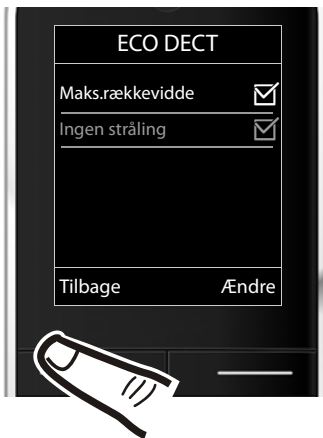 ECO DECT
Maks.rækkevidde
Ingen stråling
Tilbage Ændre